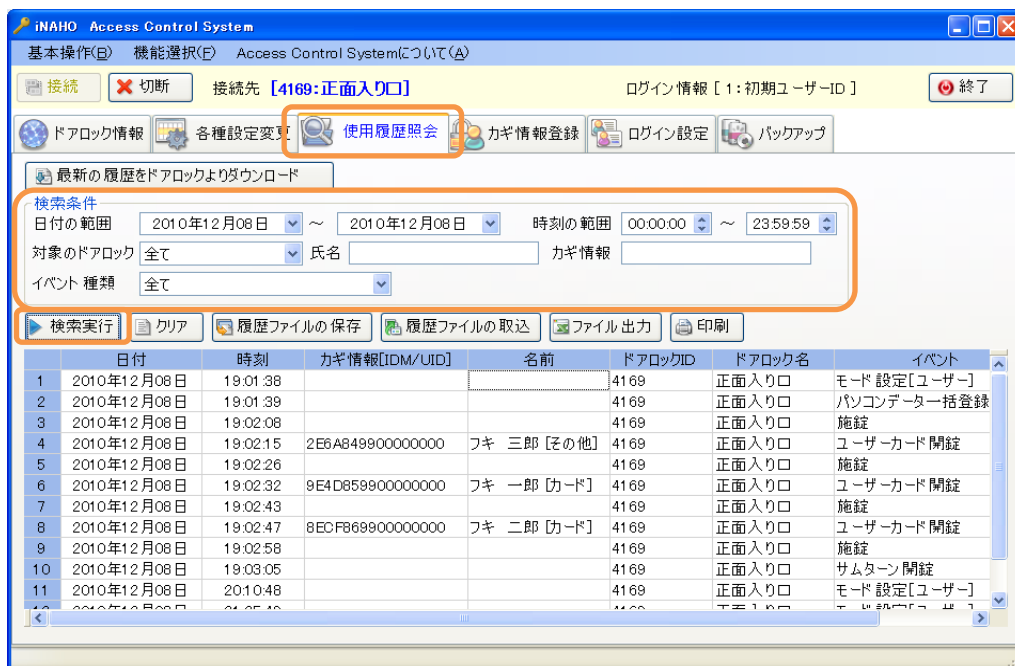 iNAHO Access Control System
基本操作(B) 機能選択(F) Access Control Systemについて(A)
接続 切断 接続先 [4169:正面入り口] ログイン情報 [ 1:初期ユーザーID ] 終了
ドアロック情報 各種設定変更 使用履歴照会 カギ情報登録 ログイン設定 バックアップ
最新の履歴をドアロックよりダウンロード
検索条件
日付の範囲 2010年12月08日 ～ 2010年12月08日 時刻の範囲 00:00:00 ～ 23:59:59
対象のドアロック 全て 氏名 カギ情報
イベント種類 全て
検索実行 クリア 履歴ファイルの保存 履歴ファイルの取込 ファイル出力 印刷
日付 時刻 カギ情報[IDM/UID] 名前 ドアロックID ドアロック名 イベント
1 2010年12月08日 19:01:38 4169 正面入り口 モード設定[ユーザー]
2 2010年12月08日 19:01:39 4169 正面入り口 パソコンデーター括登録
3 2010年12月08日 19:02:08 4169 正面入り口 施錠
4 2010年12月08日 19:02:15 2E6A849900000000 フキ 三郎 [その他] 4169 正面入り口 ユーザーカード開錠
5 2010年12月08日 19:02:26 4169 正面入り口 施錠
6 2010年12月08日 19:02:32 9E4D859900000000 フキ 一郎 [カード] 4169 正面入り口 ユーザーカード開錠
7 2010年12月08日 19:02:43 4169 正面入り口 施錠
8 2010年12月08日 19:02:47 8ECF869900000000 フキ 二郎 [カード] 4169 正面入り口 ユーザーカード開錠
9 2010年12月08日 19:02:58 4169 正面入り口 施錠
10 2010年12月08日 19:03:05 4169 正面入り口 サムターン開錠
11 2010年12月08日 20:10:48 4169 正面入り口 モード設定[ユーザー]